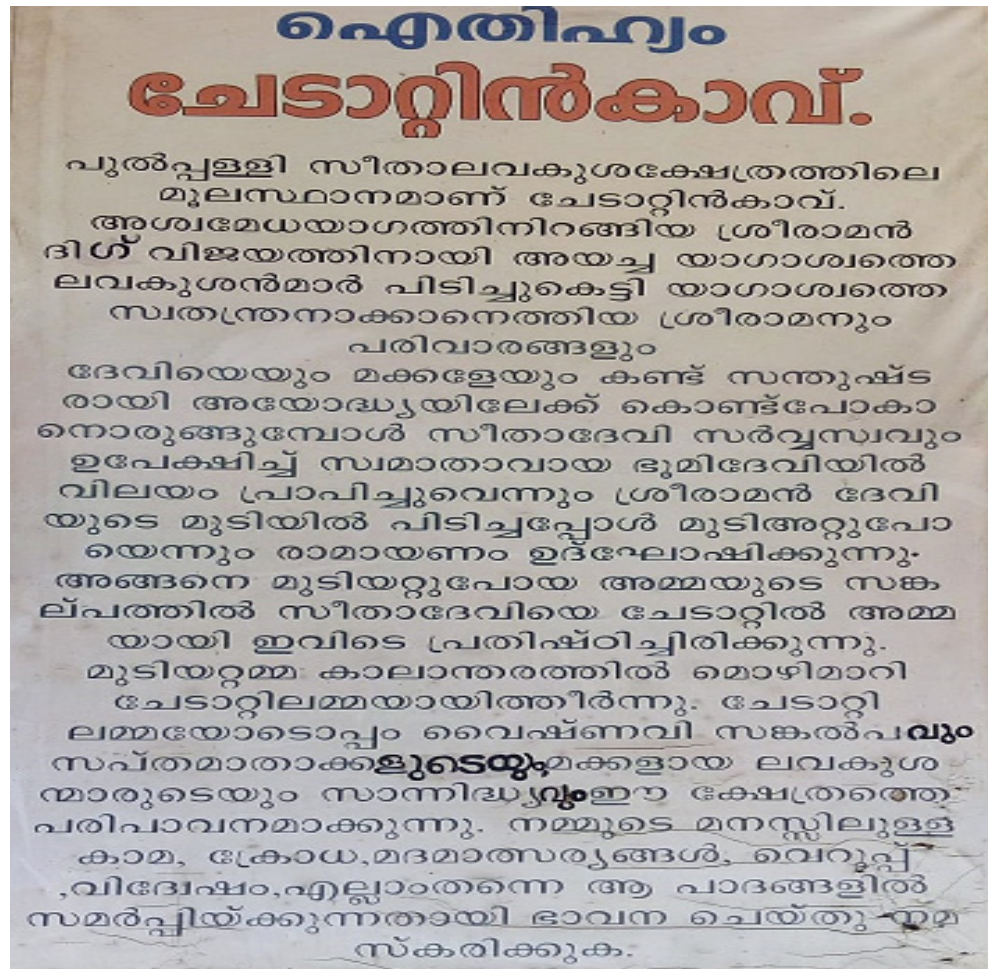 ഐതിഹ്യം
ചേടാറ്റിൻകാവ്.
പുൽപ്പള്ളി സീതാലവകുശക്ഷേത്രത്തിലെ
മൂലസ്ഥാനമാണ് ചേടാറ്റിൻകാവ്.
അശ്വമേധയാഗത്തിനിറങ്ങിയ ശ്രീരാമൻ
ദിഗ് വിജയത്തിനായി അയച്ച യാഗാശ്വത്തെ
ലവകുശൻമാർ പിടിച്ചുകെട്ടി യാഗാശ്വത്തെ
സ്വതന്ത്രനാക്കാനെത്തിയ ശ്രീരാമനും
പരിവാരങ്ങളും
ദേവിയെയും മക്കളേയും കണ്ട് സന്തുഷ്ട
രായി അയോദ്ധ്യയിലേക്ക് കൊണ്ട്പോകാ
നൊരുങ്ങുമ്പോൾ സീതാദേവി സർവ്വസ്വവും
ഉപേക്ഷിച്ച് സ്വമാതാവായ ഭൂമിദേവിയിൽ
വിലയം പ്രാപിച്ചുവെന്നും ശ്രീരാമൻ ദേവി
യുടെ മുടിയിൽ പിടിച്ചപ്പോൾ മുടിഅറ്റുപോ
യെന്നും രാമായണം ഉദ്ഘോഷിക്കുന്നു.
അങ്ങനെ മുടിയറ്റുപോയ അമ്മയുടെ സങ്ക
ല്പത്തിൽ സീതാദേവിയെ ചേടാറ്റിൽ അമ്മ
യായി ഇവിടെ പ്രതിഷ്ഠിച്ചിരിക്കുന്നു.
മുടിയറ്റമ്മ കാലാന്തരത്തിൽ മൊഴിമാറി
ചേടാറ്റിലമ്മയായിത്തീർന്നു. ചേടാറ്റി
ലമ്മയോടൊപ്പം വൈഷ്ണവി സങ്കൽപവും
സപ്തമാതാക്കളുടെയും,മക്കളായ ലവകുശ
ന്മാരുടെയും സാന്നിദ്ധ്യവുംഈ ക്ഷേത്രത്തെ
പരിപാവനമാക്കുന്നു. നമ്മുടെ മനസ്സിലുള്ള
കാമ, ക്രോധ,മദമാത്സര്യങ്ങൾ, വെറുപ്പ്
,വിദ്വേഷം,എല്ലാംതന്നെ ആ പാദങ്ങളിൽ
സമർപ്പിയ്ക്കുന്നതായി ഭാവന ചെയ്തു നമ
സ്കരിക്കുക.